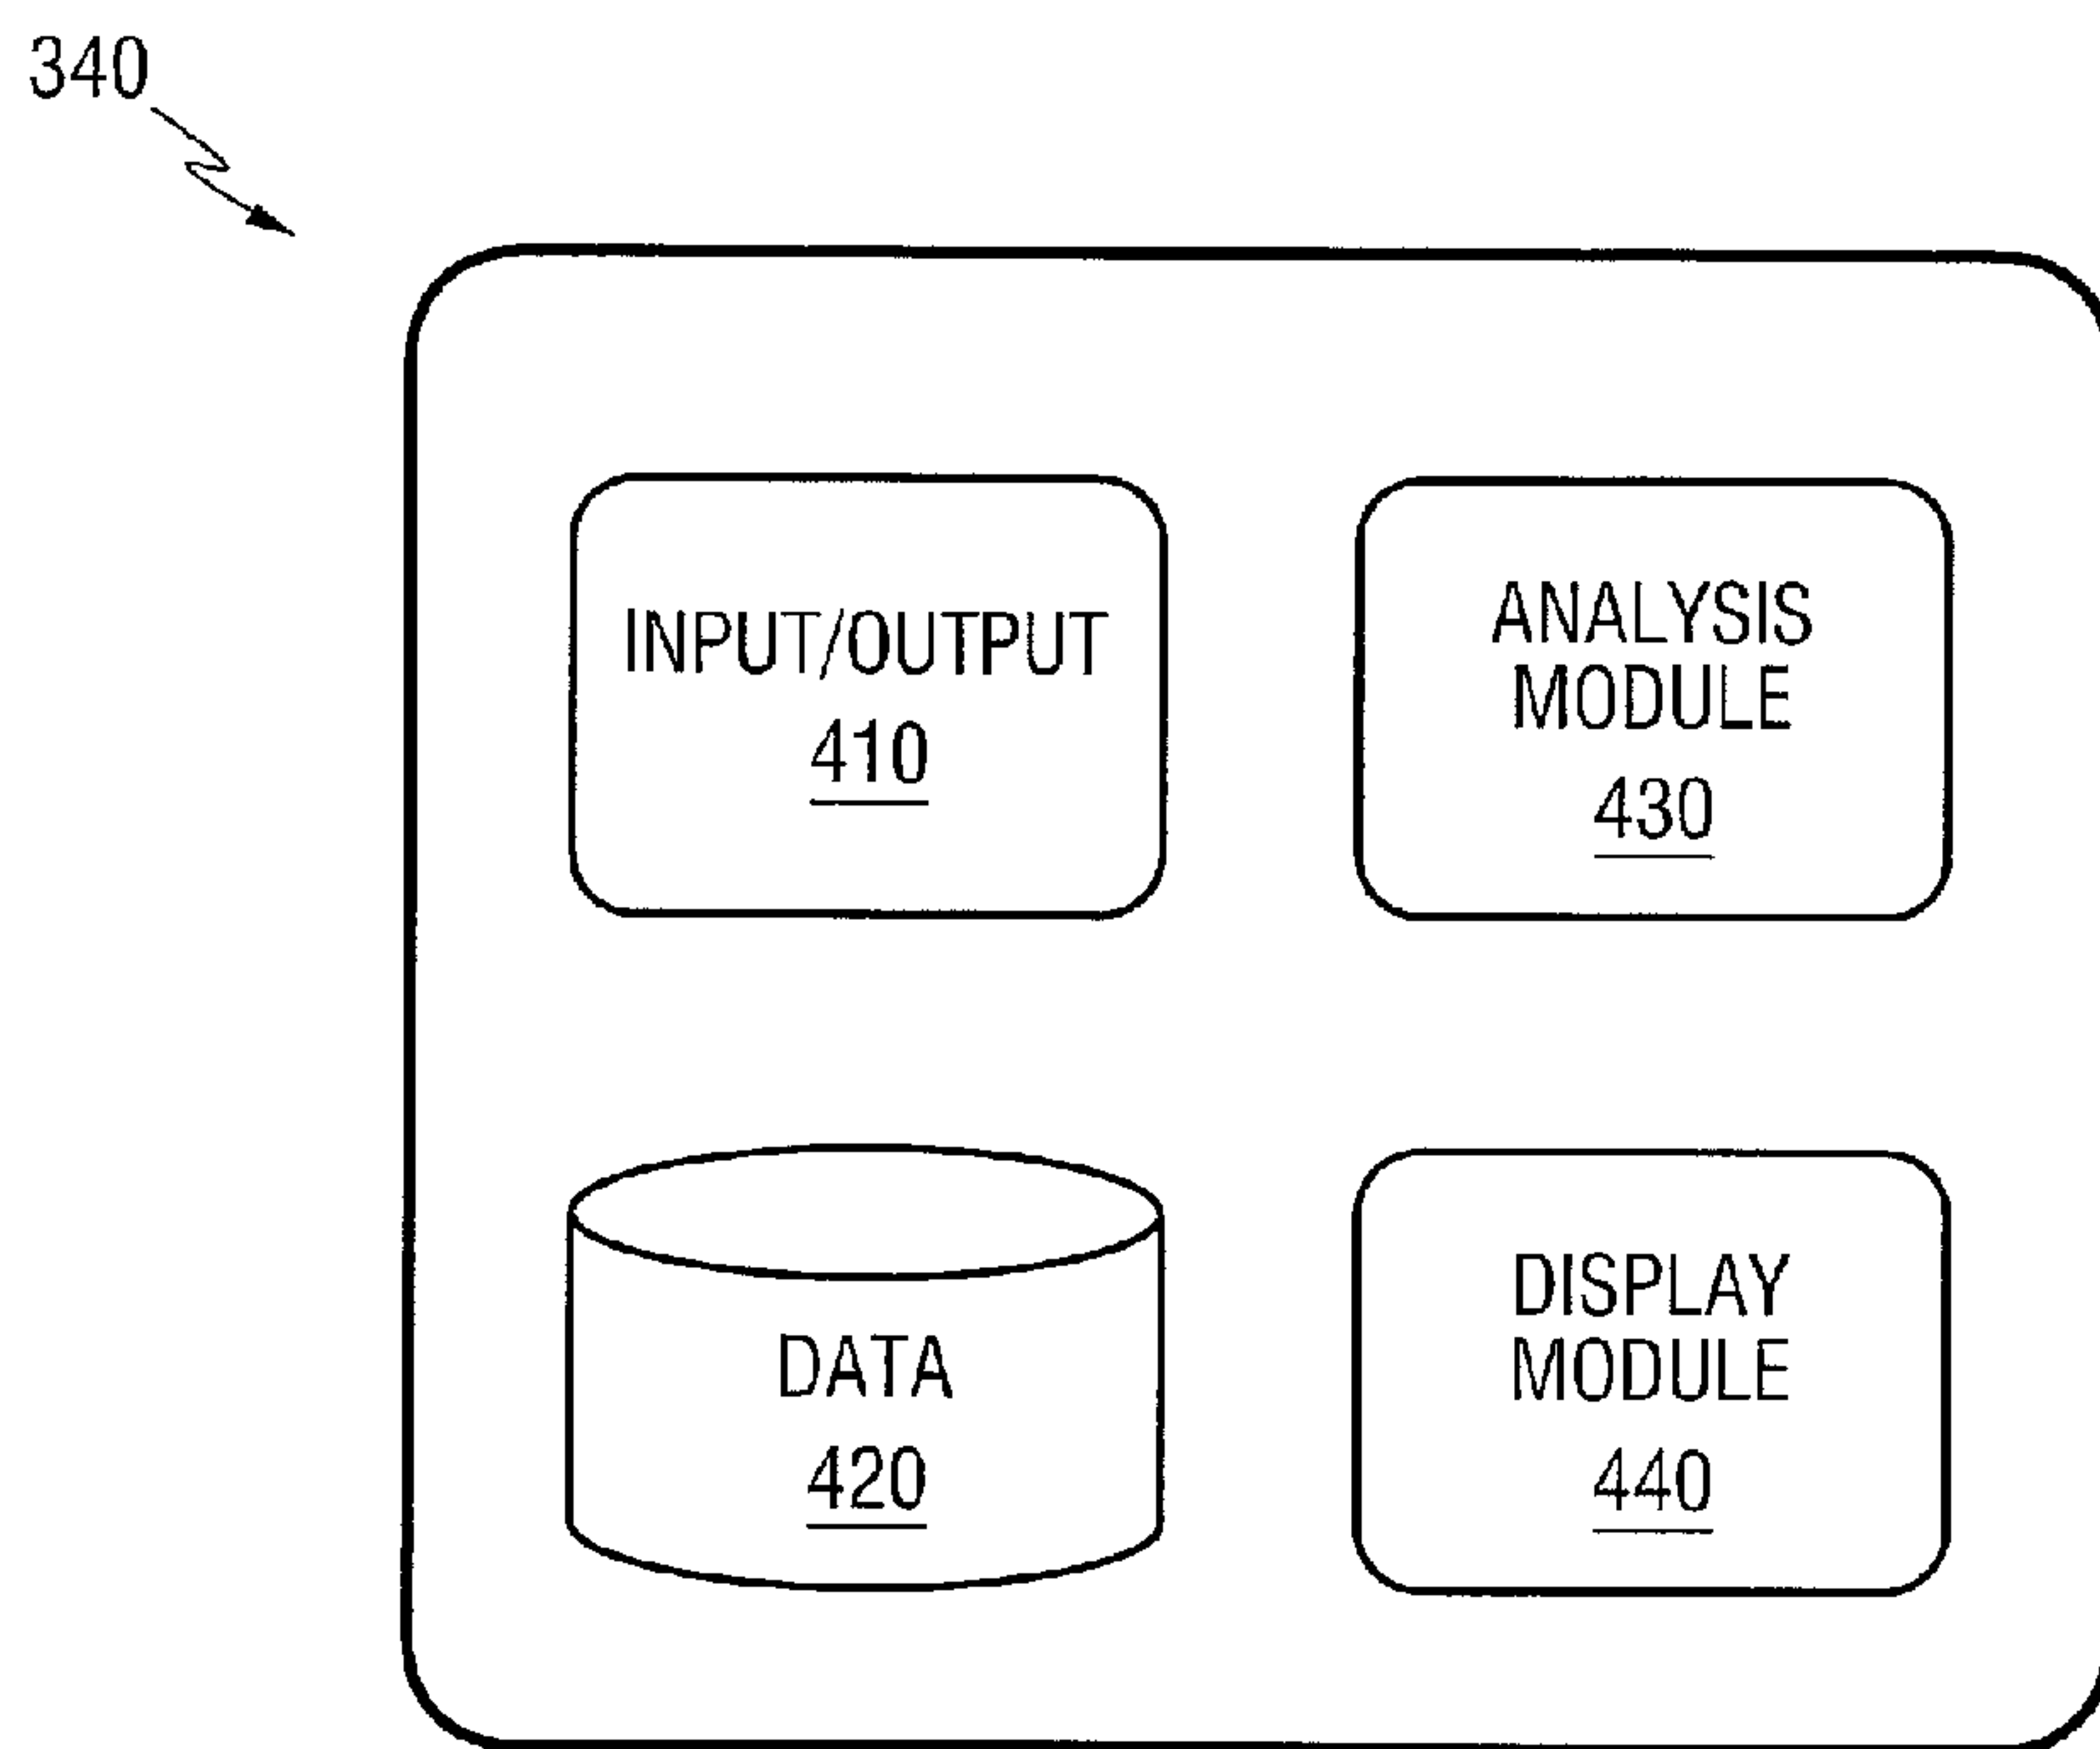 340
INPUT/OUTPUT
410
ANALYSIS
MODULE
430
DATA
420
DISPLAY
MODULE
440